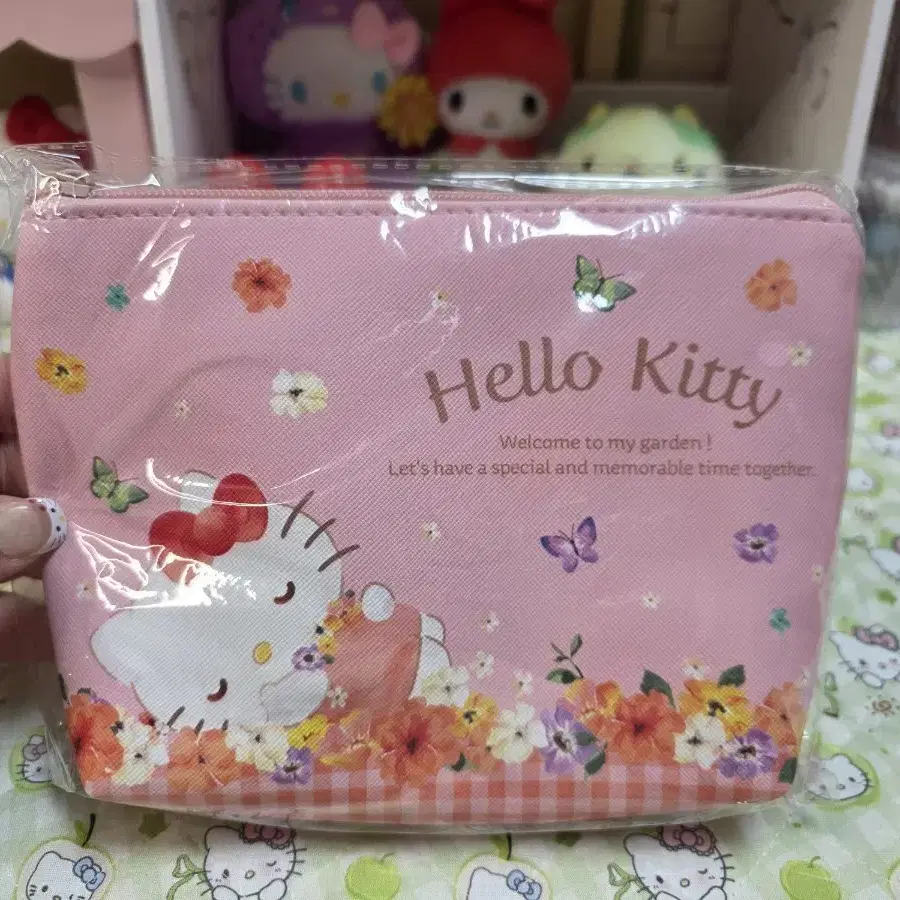 Hello Kitty
Welcome to my garden!
Let's have a special and memorable time together.